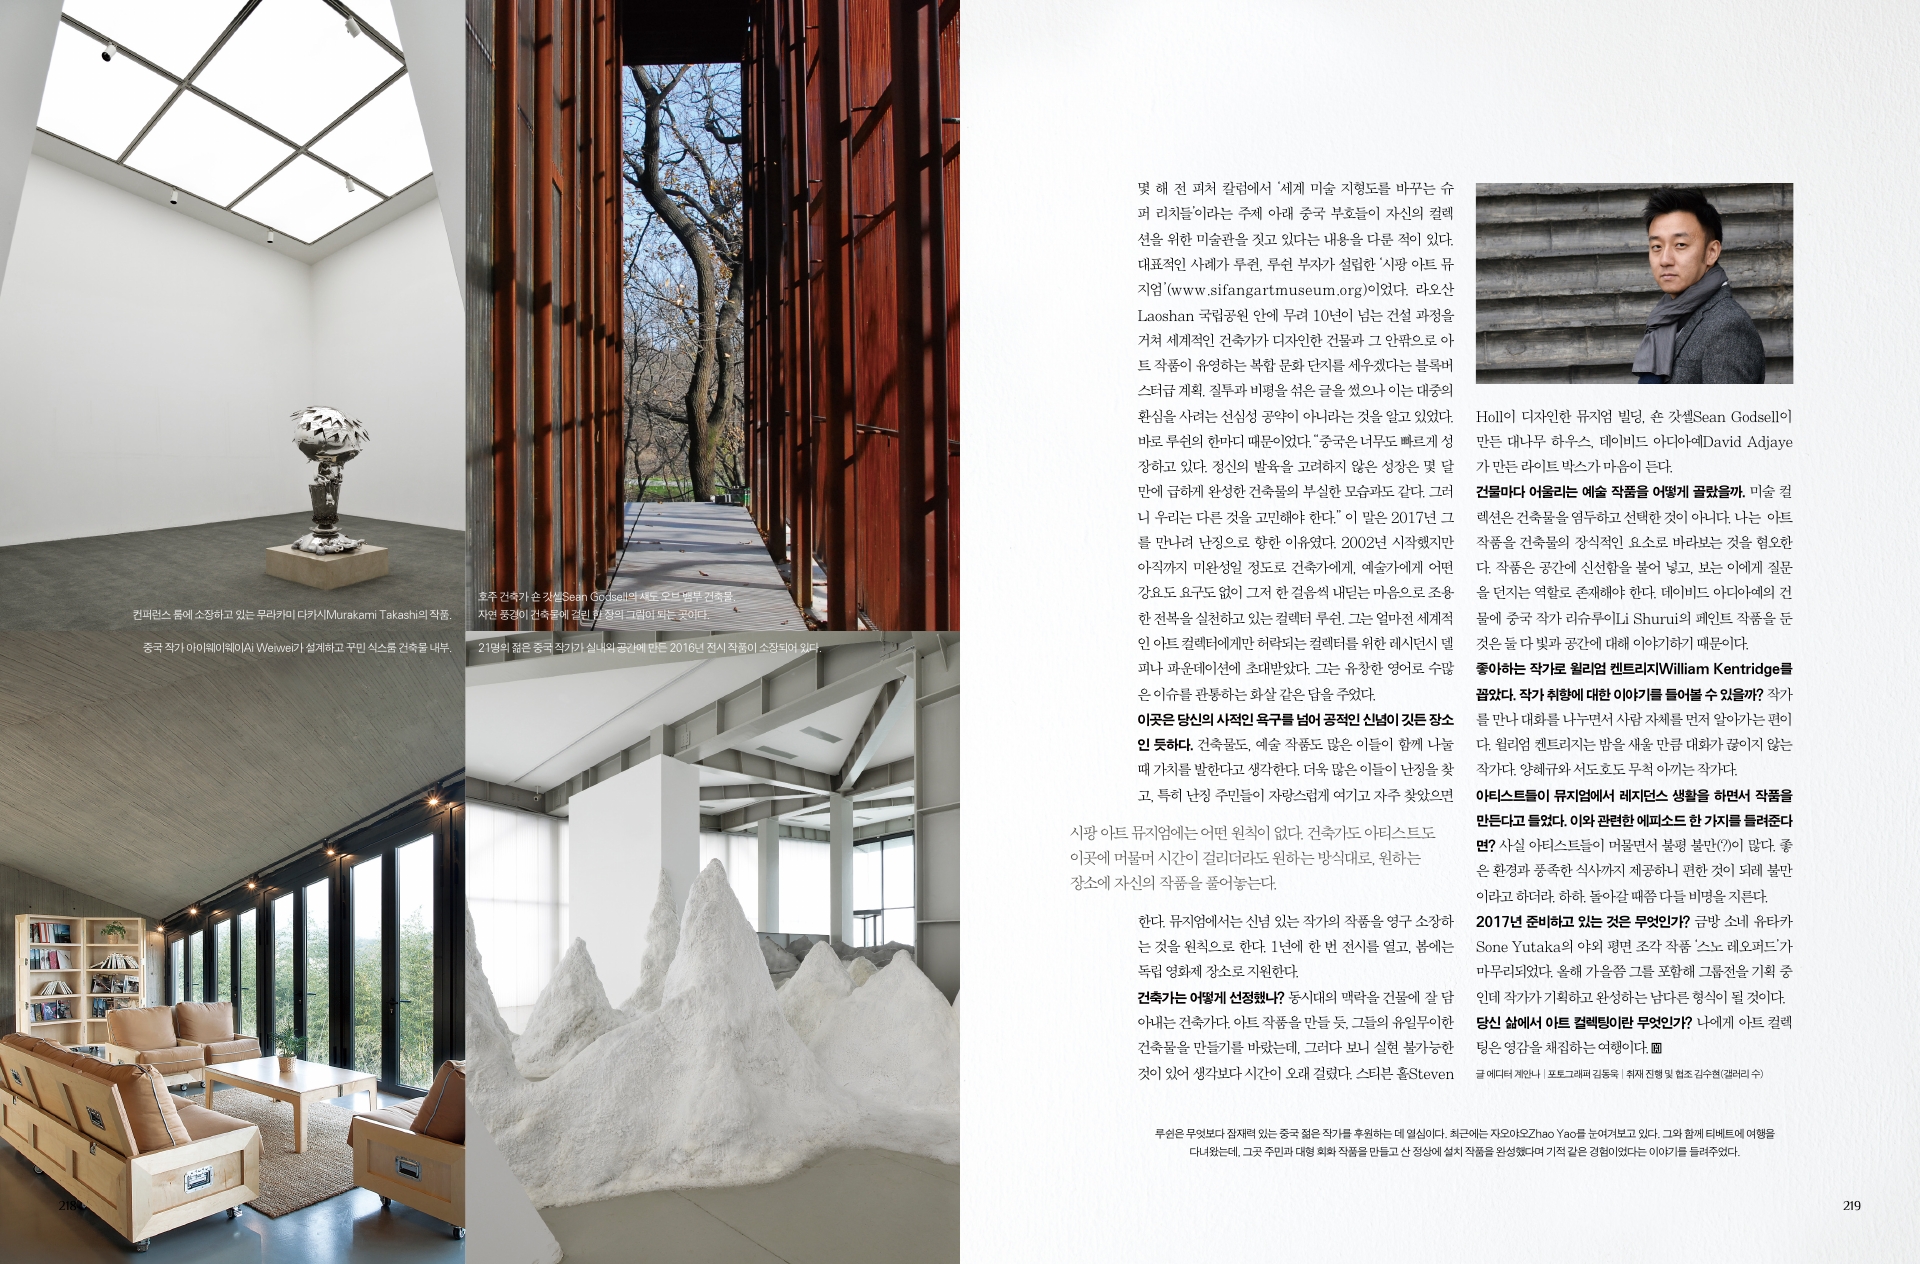 컨퍼런스 룸에 소장하고 있는 무라카미 다카시Murakami Takashi의 작품.
호주 건축가 숀 갓셀Sean Godsell의 섀도 오브 뱀부 건축물.
자연 풍경이 건축물에 걸린 한 장의 그림이 되는 곳이다.
중국 작가 아이웨이웨이Ai Weiwei가 설계하고 꾸민 식스룸 건축물 내부.
21명의 젊은 중국 작가가 실내외 공간에 만든 2016년 전시 작품이 소장되어 있다.
218
몇 해 전 피처 칼럼에서 ‘세계 미술 지형도를 바꾸는 슈
퍼 리치들’이라는 주제 아래 중국 부호들이 자신의 컬렉
션을 위한 미술관을 짓고 있다는 내용을 다룬 적이 있다.
대표적인 사례가 루쥔, 루쉰 부자가 설립한 ‘시팡 아트 뮤
지엄’(www.sifangartmuseum.org)이었다. 라오산
Laoshan 국립공원 안에 무려 10년이 넘는 건설 과정을
거쳐 세계적인 건축가가 디자인한 건물과 그 안팎으로 아
트 작품이 유영하는 복합 문화 단지를 세우겠다는 블록버
스터급 계획. 질투과 비평을 섞은 글을 썼으나 이는 대중의
환심을 사려는 선심성 공약이 아니라는 것을 알고 있었다.
바로 루쉰의 한마디 때문이었다. “중국은 너무도 빠르게 성
장하고 있다. 정신의 발육을 고려하지 않은 성장은 몇 달
만에 급하게 완성한 건축물의 부실한 모습과도 같다. 그러
니 우리는 다른 것을 고민해야 한다.” 이 말은 2017년 그
를 만나려 난징으로 향한 이유였다. 2002년 시작했지만
아직까지 미완성일 정도로 건축가에게, 예술가에게 어떤
강요도 요구도 없이 그저 한 걸음씩 내딛는 마음으로 조용
한 전복을 실천하고 있는 컬렉터 루쉰. 그는 얼마전 세계적
인 아트 컬렉터에게만 허락되는 컬렉터를 위한 레시던시 델
피나 파운데이션에 초대받았다. 그는 유창한 영어로 수많
은 이슈를 관통하는 화살 같은 답을 주었다.
이곳은 당신의 사적인 욕구를 넘어 공적인 신념이 깃든 장소
인 듯하다. 건축물도, 예술 작품도 많은 이들이 함께 나눌
때 가치를 발한다고 생각한다. 더욱 많은 이들이 난징을 찾
고, 특히 난징 주민들이 자랑스럽게 여기고 자주 찾았으면
시팡 아트 뮤지엄에는 어떤 원칙이 없다. 건축가도 아티스트도
이곳에 머물며 시간이 걸리더라도 원하는 방식대로, 원하는
장소에 자신의 작품을 풀어놓는다.
한다. 뮤지엄에서는 신념 있는 작가의 작품을 영구 소장하
는 것을 원칙으로 한다. 1년에 한 번 전시를 열고, 봄에는
독립 영화제 장소로 지원한다.
건축가는 어떻게 선정했나? 동시대의 맥락을 건물에 잘 담
아내는 건축가다. 아트 작품을 만들 듯, 그들의 유일무이한
건축물을 만들기를 바랐는데, 그러다 보니 실현 불가능한
것이 있어 생각보다 시간이 오래 걸렸다. 스티븐 홀Steven
Holl이 디자인한 뮤지엄 빌딩, 숀 갓셀Sean Godsell이
만든 대나무 하우스, 데이비드 아디아예David Adjaye
가 만든 라이트 박스가 마음이 든다.
건물마다 어울리는 예술 작품을 어떻게 골랐을까. 미술 컬
렉션은 건축물을 염두하고 선택한 것이 아니다. 나는 아트
작품을 건축물의 장식적인 요소로 바라보는 것을 혐오한
다. 작품은 공간에 신선함을 불어 넣고, 보는 이에게 질문
을 던지는 역할로 존재해야 한다. 데이비드 아디아예의 건
물에 중국 작가 리슈루이Li Shurui의 페인트 작품을 둔
것은 둘 다 빛과 공간에 대해 이야기하기 때문이다.
좋아하는 작가로 윌리엄 켄트리지William Kentridge를
꼽았다. 작가 취향에 대한 이야기를 들어볼 수 있을까? 작가
를 만나 대화를 나누면서 사람 자체를 먼저 알아가는 편이
다. 윌리엄 켄트리지는 밤을 새울 만큼 대화가 끊이지 않는
작가다. 양혜규와 서도호도 무척 아끼는 작가다.
아티스트들이 뮤지엄에서 레지던스 생활을 하면서 작품을
만든다고 들었다. 이와 관련한 에피소드 한 가지를 들려준다
면? 사실 아티스트들이 머물면서 불평 불만(?)이 많다. 좋
은 환경과 풍족한 식사까지 제공하니 편한 것이 되레 불만
이라고 하더라. 하하. 돌아갈 때쯤 다들 비명을 지른다.
2017년 준비하고 있는 것은 무엇인가? 금방 소네 유타카
Sone Yutaka의 야외 평면 조각 작품 ‘스노 레오퍼드’가
마무리되었다. 올해 가을쯤 그를 포함해 그룹전을 기획 중
인데 작가가 기획하고 완성하는 남다른 형식이 될 것이다.
당신 삶에서 아트 컬렉팅이란 무엇인가? 나에게 아트 컬렉
팅은 영감을 채집하는 여행이다.
글 에디터 계안나 | 포토그래퍼 김동욱 | 취재 진행 및 협조 김수현(갤러리 수)
루쉰은 무엇보다 잠재력 있는 중국 젊은 작가를 후원하는 데 열심이다. 최근에는 자오야오Zhao Yao를 눈여겨보고 있다. 그와 함께 티베트에 여행을
다녀왔는데, 그곳 주민과 대형 회화 작품을 만들고 산 정상에 설치 작품을 완성했다며 기적 같은 경험이었다는 이야기를 들려주었다.
219